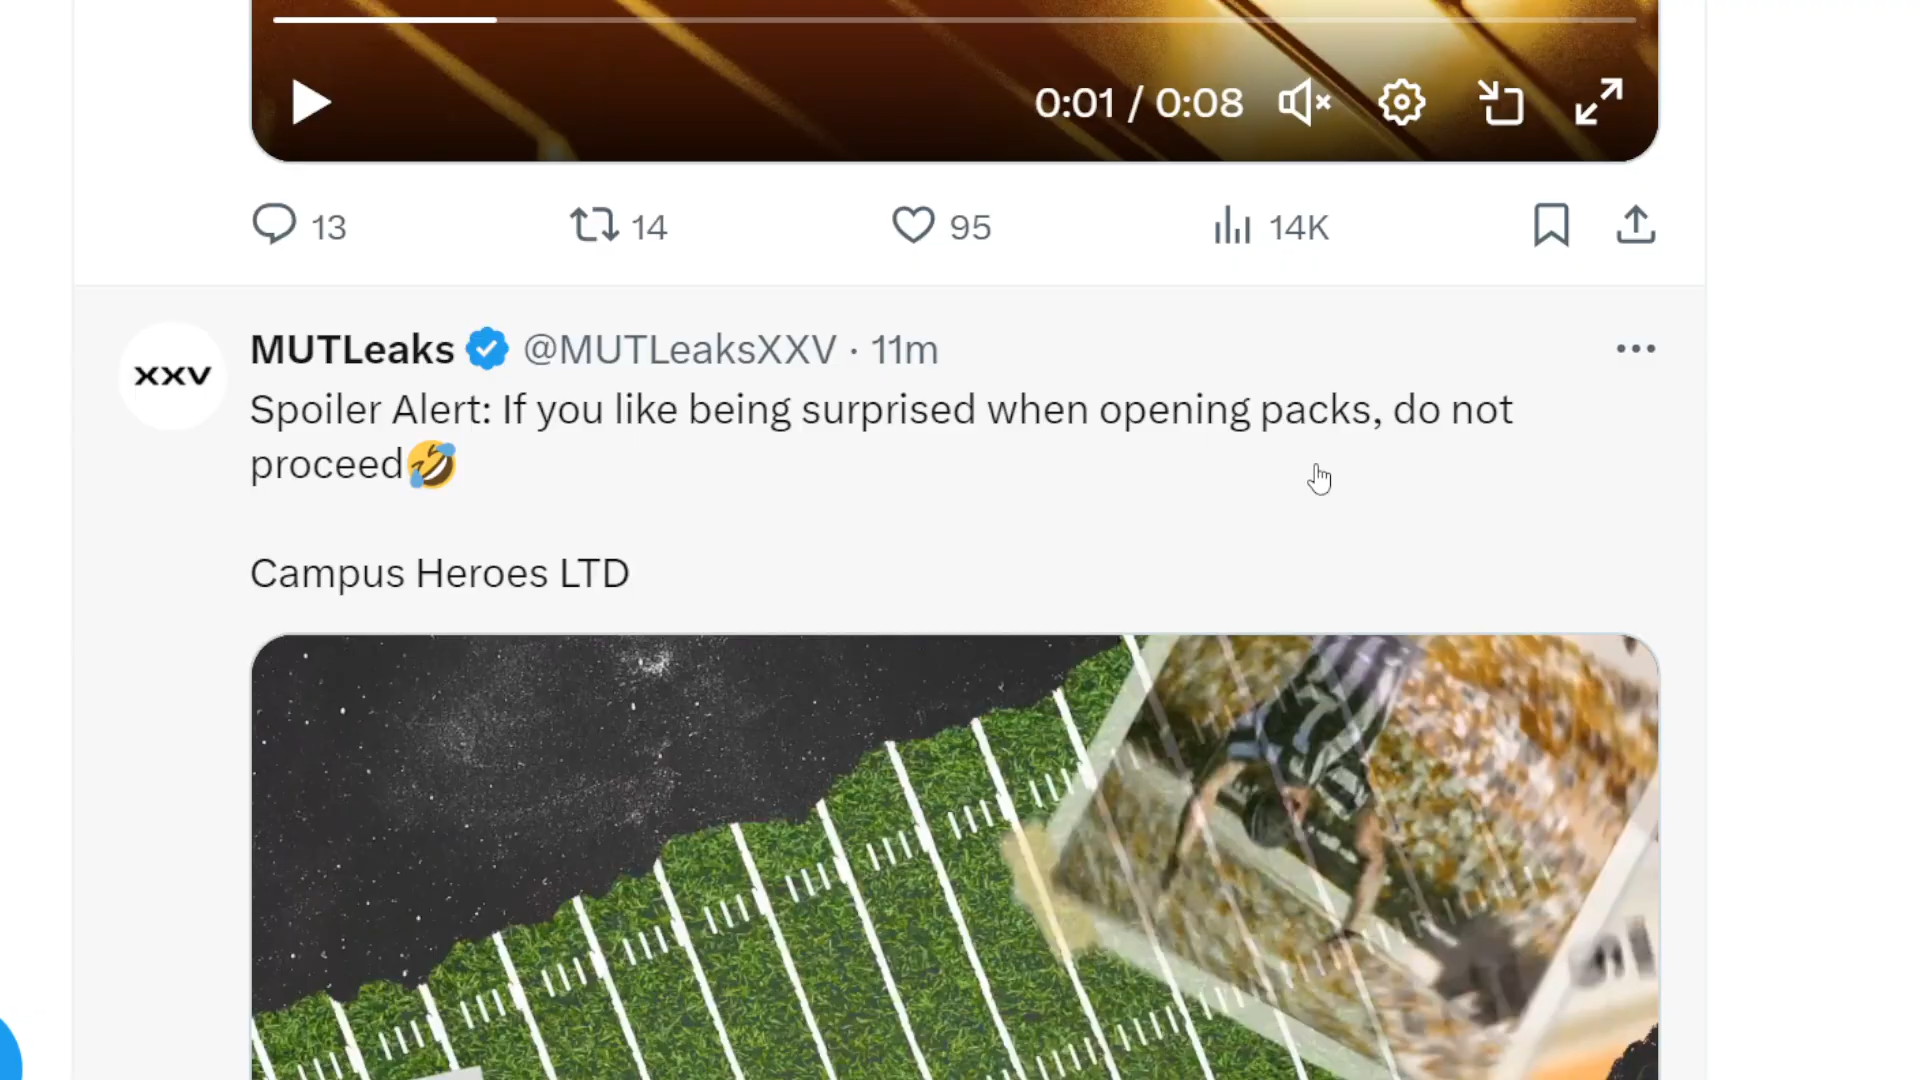 0:01 / 0:08
13 14 95 14K
MUTLeaks @MUTLeaksXXV · 11m
XXV
Spoiler Alert: If you like being surprised when opening packs, do not
proceed🤣
Campus Heroes LTD